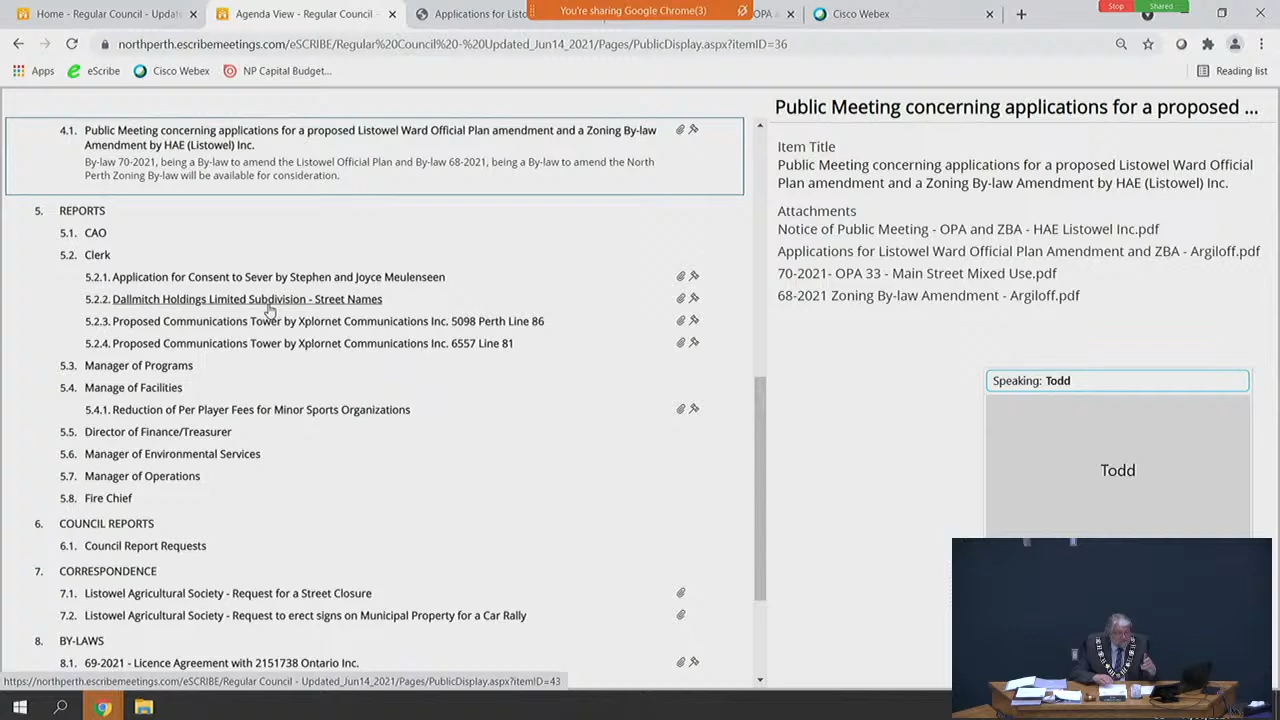 Home - Regular Council - Updat
Agenda View - Regular Council -
Applications for Listo
You're sharing Google Chrome(3)
OPA a
Cisco Webex
Stop
Shared
northperth.escribemeetings.com/eSCRIBE/Regular%20Council%20-%20Updated_Jun14_2021/Pages/PublicDisplay.aspx?itemID=36
Apps
eScribe
Cisco Webex
NP Capital Budget...
Reading list
4.1. Public Meeting concerning applications for a proposed Listowel Ward Official Plan amendment and a Zoning By-law
Amendment by HAE (Listowel) Inc.
By-law 70-2021, being a By-law to amend the Listowel Official Plan and By-law 68-2021, being a By-law to amend the North
Perth Zoning By-law will be available for consideration.
5. REPORTS
5.1. CAO
5.2. Clerk
5.2.1. Application for Consent to Sever by Stephen and Joyce Meulenseen
5.2.2. Dallmitch Holdings Limited Subdivision - Street Names
5.2.3. Proposed Communications Tower by Xplornet Communications Inc. 5098 Perth Line 86
5.2.4. Proposed Communications Tower by Xplornet Communications Inc. 6557 Line 81
5.3. Manager of Programs
5.4. Manage of Facilities
5.4.1. Reduction of Per Player Fees for Minor Sports Organizations
5.5. Director of Finance/Treasurer
5.6. Manager of Environmental Services
5.7. Manager of Operations
5.8. Fire Chief
6. COUNCIL REPORTS
6.1. Council Report Requests
7. CORRESPONDENCE
7.1. Listowel Agricultural Society - Request for a Street Closure
7.2. Listowel Agricultural Society - Request to erect signs on Municipal Property for a Car Rally
8. BY-LAWS
8.1. 69-2021 - Licence Agreement with 2151738 Ontario Inc.
https://northperth.escribemeetings.com/eSCRIBE/Regular Council - Updated_Jun14_2021/Pages/PublicDisplay.aspx?itemID=43
Public Meeting concerning applications for a proposed ...
Item Title
Public Meeting concerning applications for a proposed Listowel Ward Official
Plan amendment and a Zoning By-law Amendment by HAE (Listowel) Inc.
Attachments
Notice of Public Meeting - OPA and ZBA - HAE Listowel Inc.pdf
Applications for Listowel Ward Official Plan Amendment and ZBA - Argiloff.pdf
70-2021- OPA 33 - Main Street Mixed Use.pdf
68-2021 Zoning By-law Amendment - Argiloff.pdf
Speaking: Todd
Todd